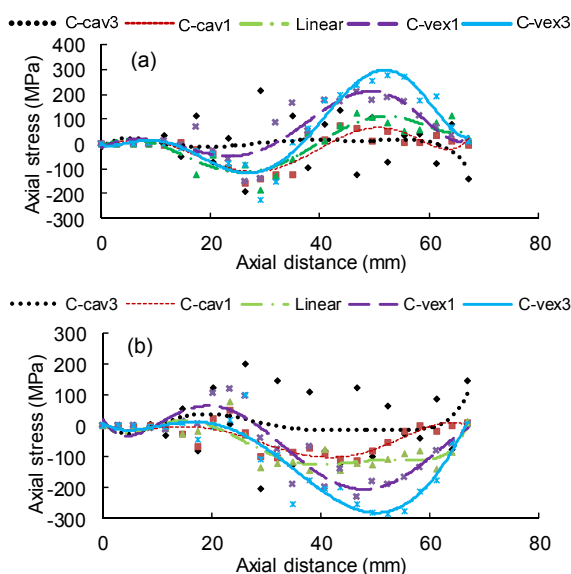 C-cav3 C-cav1 Linear C-vex1 C-vex3
(a)
Axial stress (MPa)
400
300
200
100
0
-100
-200
-300
0 20 40 60 80
Axial distance (mm)
C-cav3 C-cav1 Linear C-vex1 C-vex3
(b)
Axial stress (MPa)
300
200
100
0
-100
-200
-300
0 20 40 60 80
Axial distance (mm)